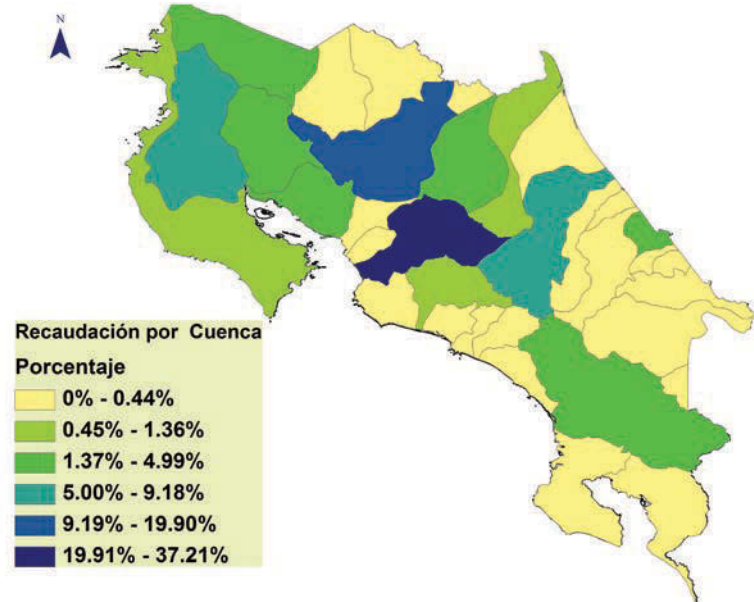 N
Recaudación por Cuenca
Porcentaje
0% - 0.44%
0.45% - 1.36%
1.37% - 4.99%
5.00% - 9.18%
9.19% - 19.90%
19.91% - 37.21%